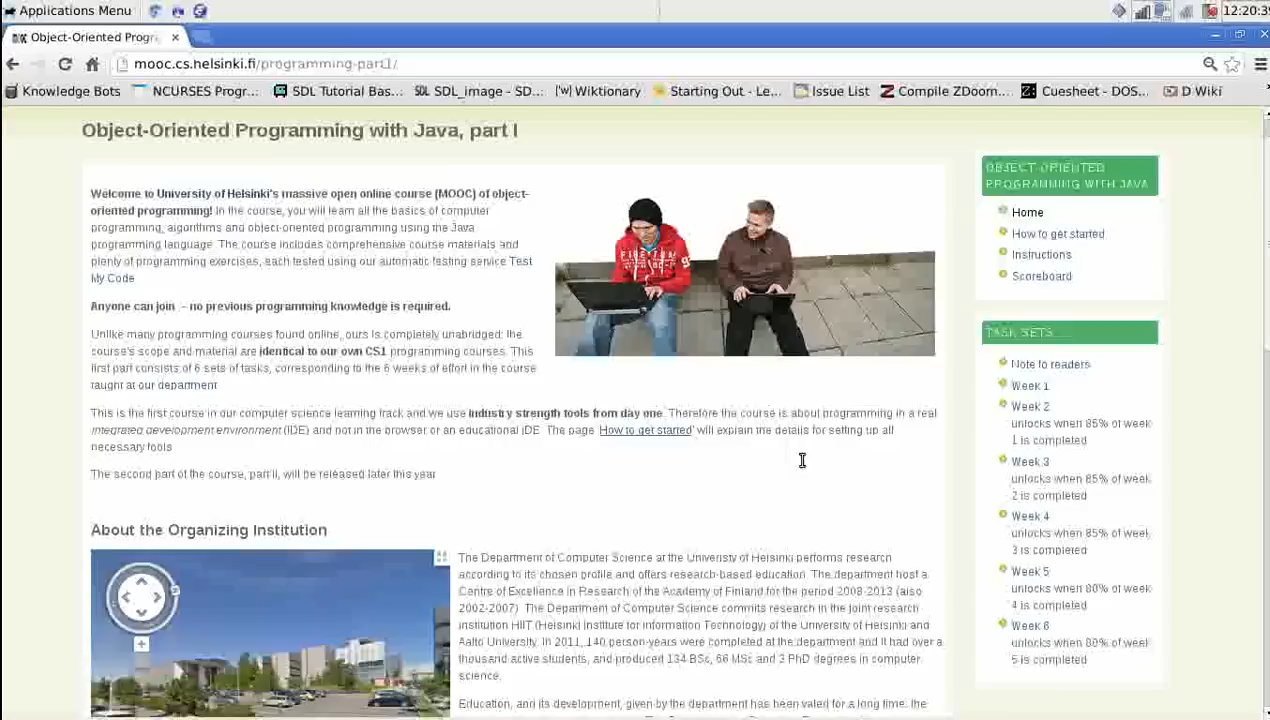 Applications Menu
12:20:39
Object-Oriented Progr
mooc.cs.helsinki.fi/programming-part1/
Knowledge Bots NCURSES Progr... SDL Tutorial Bas... SDL_image - SD... [W] Wiktionary Starting Out - Le... Issue List Compile ZDoom... Cuesheet - DOS... D Wiki
Object-Oriented Programming with Java, part I
Welcome to University of Helsinki's massive open online course (MOOC) of object-
oriented programming! In the course, you will learn all the basics of computer
programming, algorithms and object-oriented programming using the Java
programming language. The course includes comprehensive course materials and
plenty of programming exercises, each tested using our automatic testing service Test
My Code
Anyone can join – no previous programming knowledge is required.
Unlike many programming courses found online, ours is completely unabridged: the
course's scope and material are identical to our own CS1 programming courses. This
first part consists of 6 sets of tasks, corresponding to the 6 weeks of effort in the course
taught at our department
This is the first course in our computer science learning track and we use industry strength tools from day one. Therefore the course is about programming in a real
integrated development environment (IDE) and not in the browser or an educational IDE. The page 'How to get started' will explain the details for setting up all
necessary tools
The second part of the course, part II, will be released later this year
About the Organizing Institution
The Department of Computer Science at the Univeristy of Helsinki performs research
according to its chosen profile and offers research-based education. The department host a
Centre of Excellence in Research of the Academy of Finland for the period 2008-2013 (also
2002-2007). The Department of Computer Science commits research in the joint research
institution HIIT (Helsinki Institute for Information Technology) of the University of Helsinki and
Aalto University. In 2011, 140 person-years were completed at the department and it had over a
thousand active students, and produced 134 BSc, 66 MSc and 3 PhD degrees in computer
science.
Education, and its development, given by the department has been valed for a long time: the
OBJECT ORIENTED
PROGRAMMING WITH JAVA
Home
How to get started
Instructions
Scoreboard
TASK SETS
Note to readers
Week 1
Week 2
unlocks when 85% of week
1 is completed
Week 3
unlocks when 85% of week
2 is completed
Week 4
unlocks when 85% of week
3 is completed
Week 5
unlocks when 80% of week
4 is completed
Week 6
unlocks when 80% of week
5 is completed